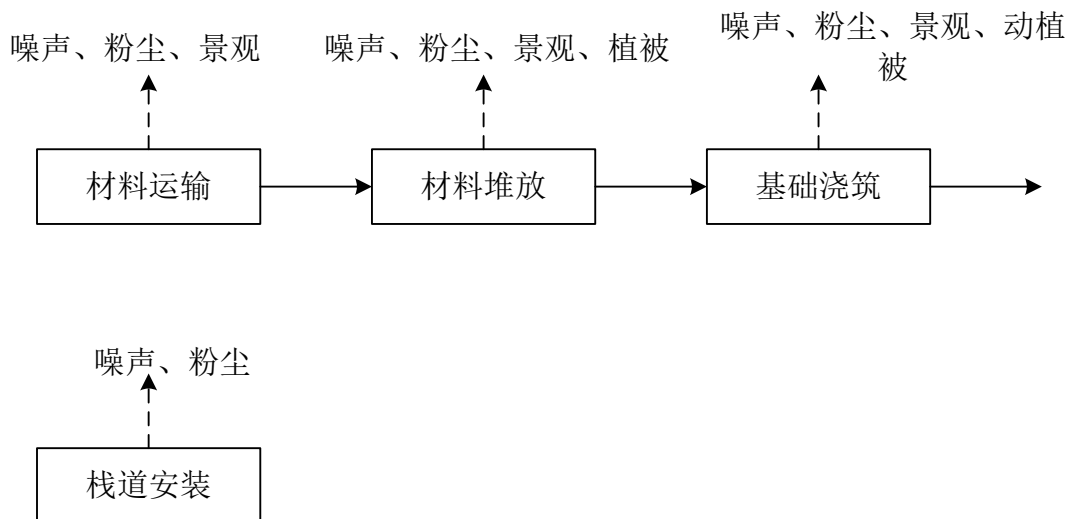 噪声、粉尘、景观
噪声、粉尘、景观、植被
噪声、粉尘、景观、动植
被
材料运输
材料堆放
基础浇筑
噪声、粉尘
栈道安装